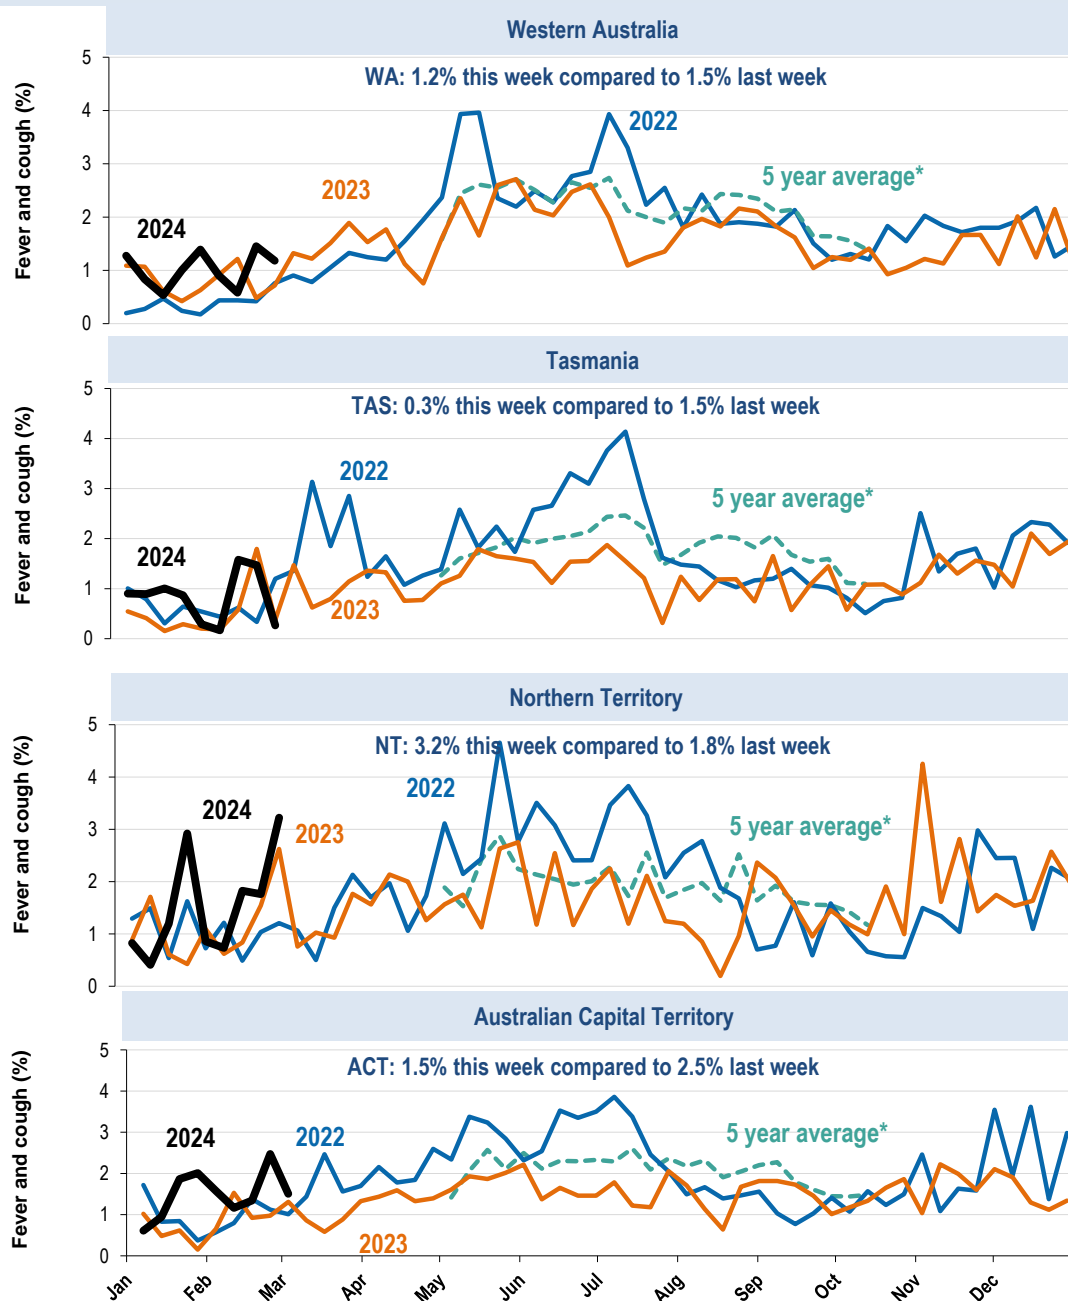 Western Australia
Fever and cough (%)
5
4
3
2
1
0
WA: 1.2% this week compared to 1.5% last week
2022
2023
2024
5 year average*
Tasmania
Fever and cough (%)
5
4
3
2
1
0
TAS: 0.3% this week compared to 1.5% last week
2022
5 year average*
2024
2023
Northern Territory
Fever and cough (%)
5
4
3
2
1
0
NT: 3.2% this week compared to 1.8% last week
2022
2024
2023
5 year average*
Australian Capital Territory
Fever and cough (%)
5
4
3
2
1
0
ACT: 1.5% this week compared to 2.5% last week
2024
2022
5 year average*
2023
Jan
Feb
Mar
Apr
May
Jun
Jul
Aug
Sep
Oct
Nov
Dec